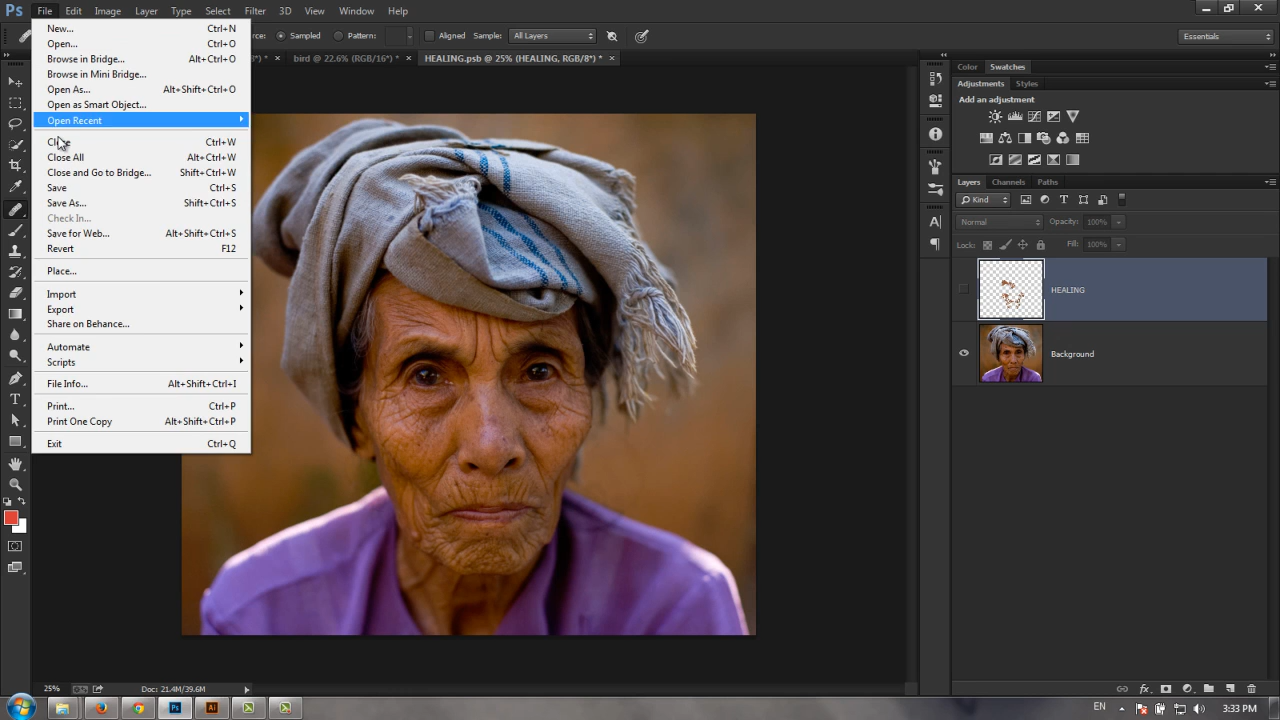 Ps File Edit Image Layer Type Select Filter 3D View Window Help
rce: Sampled Pattern: Aligned Sample: All Layers Essentials
8*) * × bird @ 22.6% (RGB/16*) * × HEALING.psb @ 25% (HEALING, RGB/8*) * ×
New... Ctrl+N
Open... Ctrl+O
Browse in Bridge... Alt+Ctrl+O
Browse in Mini Bridge...
Open As... Alt+Shift+Ctrl+O
Open as Smart Object...
Open Recent
Close Ctrl+W
Close All Alt+Ctrl+W
Close and Go to Bridge... Shift+Ctrl+W
Save Ctrl+S
Save As... Shift+Ctrl+S
Check In...
Save for Web... Alt+Shift+Ctrl+S
Revert F12
Place...
Import
Export
Share on Behance...
Automate
Scripts
File Info... Alt+Shift+Ctrl+I
Print... Ctrl+P
Print One Copy Alt+Shift+Ctrl+P
Exit Ctrl+Q
Color Swatches
Adjustments Styles
Add an adjustment
Layers Channels Paths
Kind
Normal Opacity: 100%
Lock: Fill: 100%
HEALING
Background
25% Doc: 21.4M/39.6M
Ps Ai EN 3:33 PM